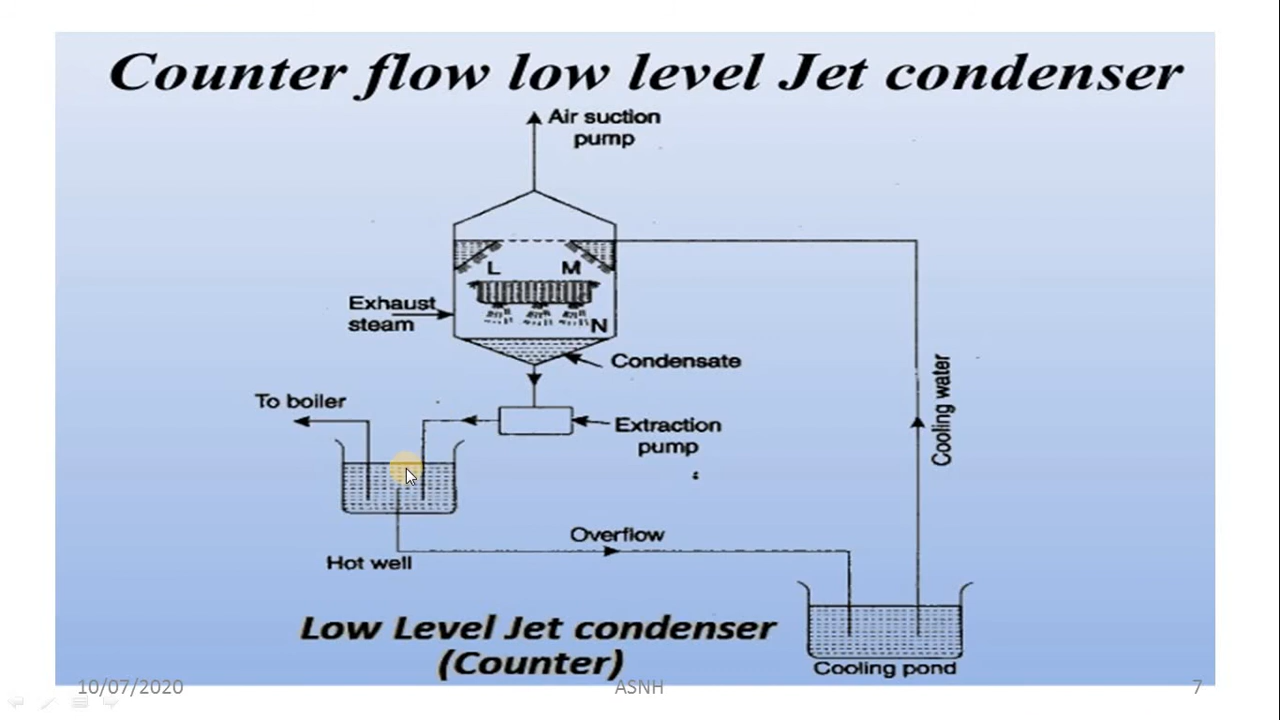 Counter flow low level Jet condenser
Air suction
pump
L
M
Exhaust
steam
N
Condensate
To boiler
Extraction
pump
Cooling water
Overflow
Hot well
Low Level Jet condenser
(Counter)
Cooling pond
10/07/2020
ASNH
7